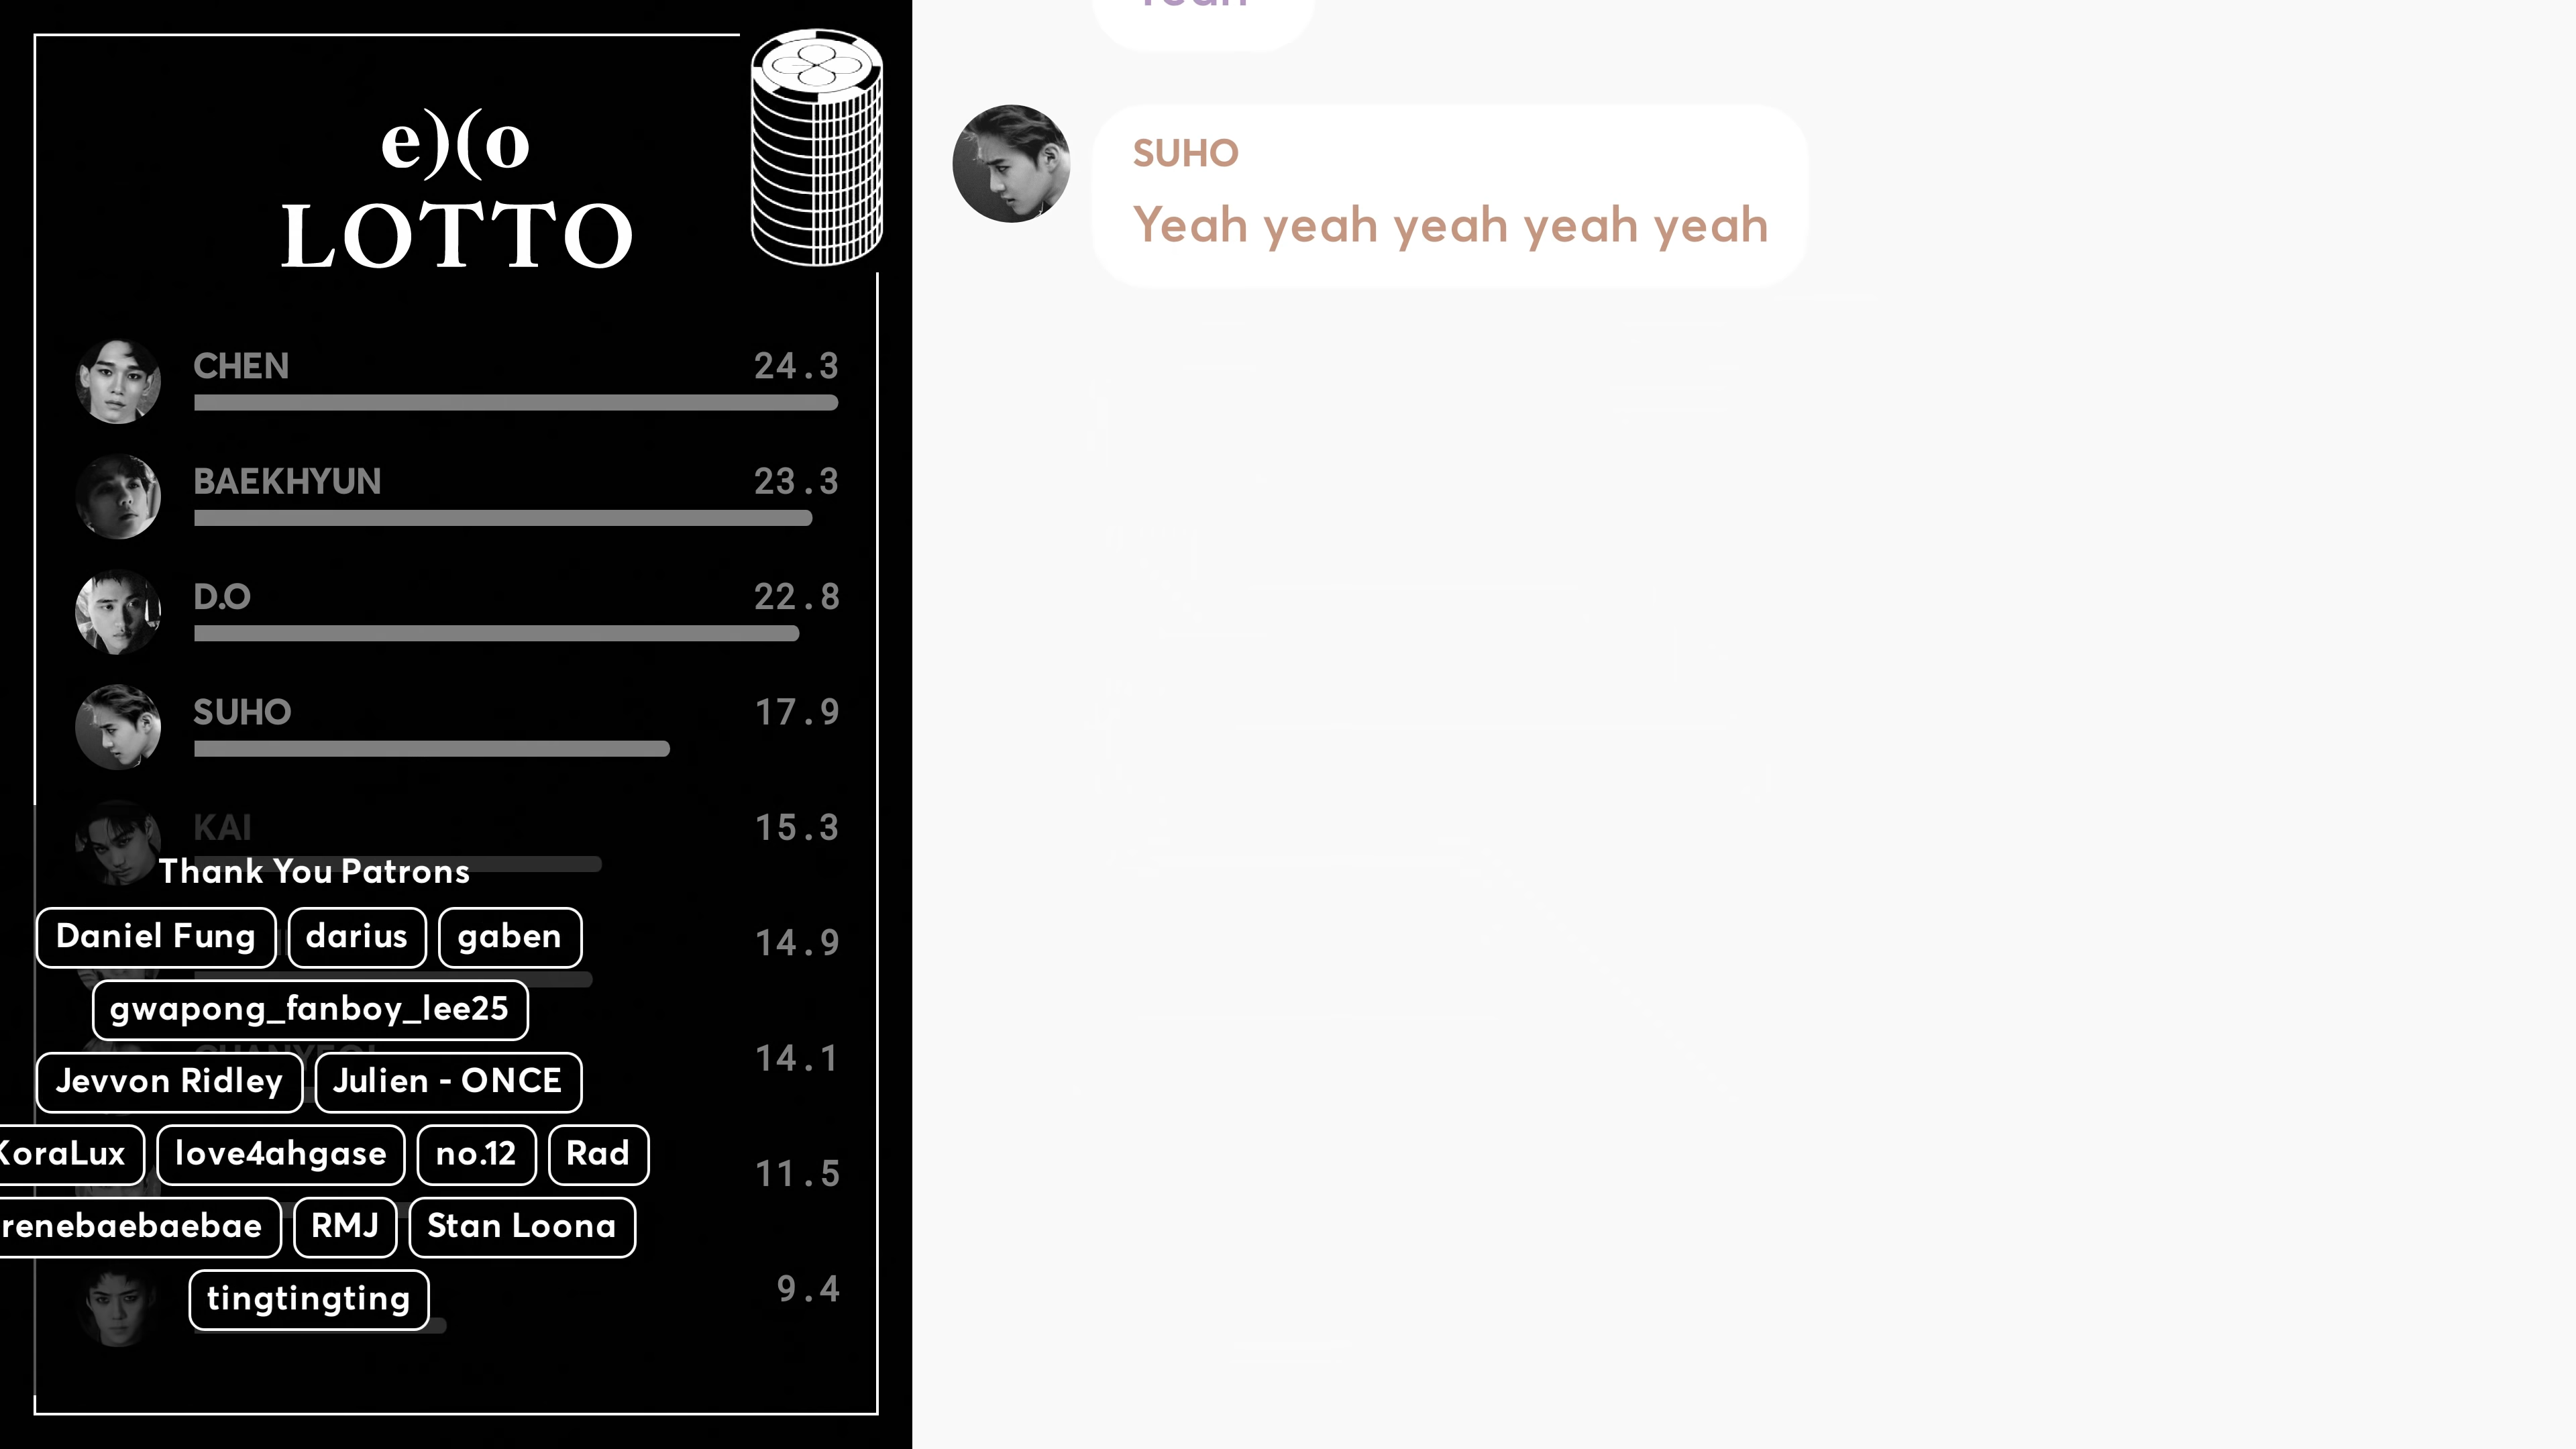 e)(o
LOTTO
CHEN 24.3
BAEKHYUN 23.3
D.O 22.8
SUHO 17.9
KAI 15.3
Thank You Patrons
Daniel Fung darius gaben
14.9
gwapong_fanboy_lee25
CHANYEOL 14.1
Jevvon Ridley Julien - ONCE
KoraLux love4ahgase no.12 Rad
11.5
renebaebaebae RMJ Stan Loona
tingtingting
9.4
Yeah
SUHO
Yeah yeah yeah yeah yeah